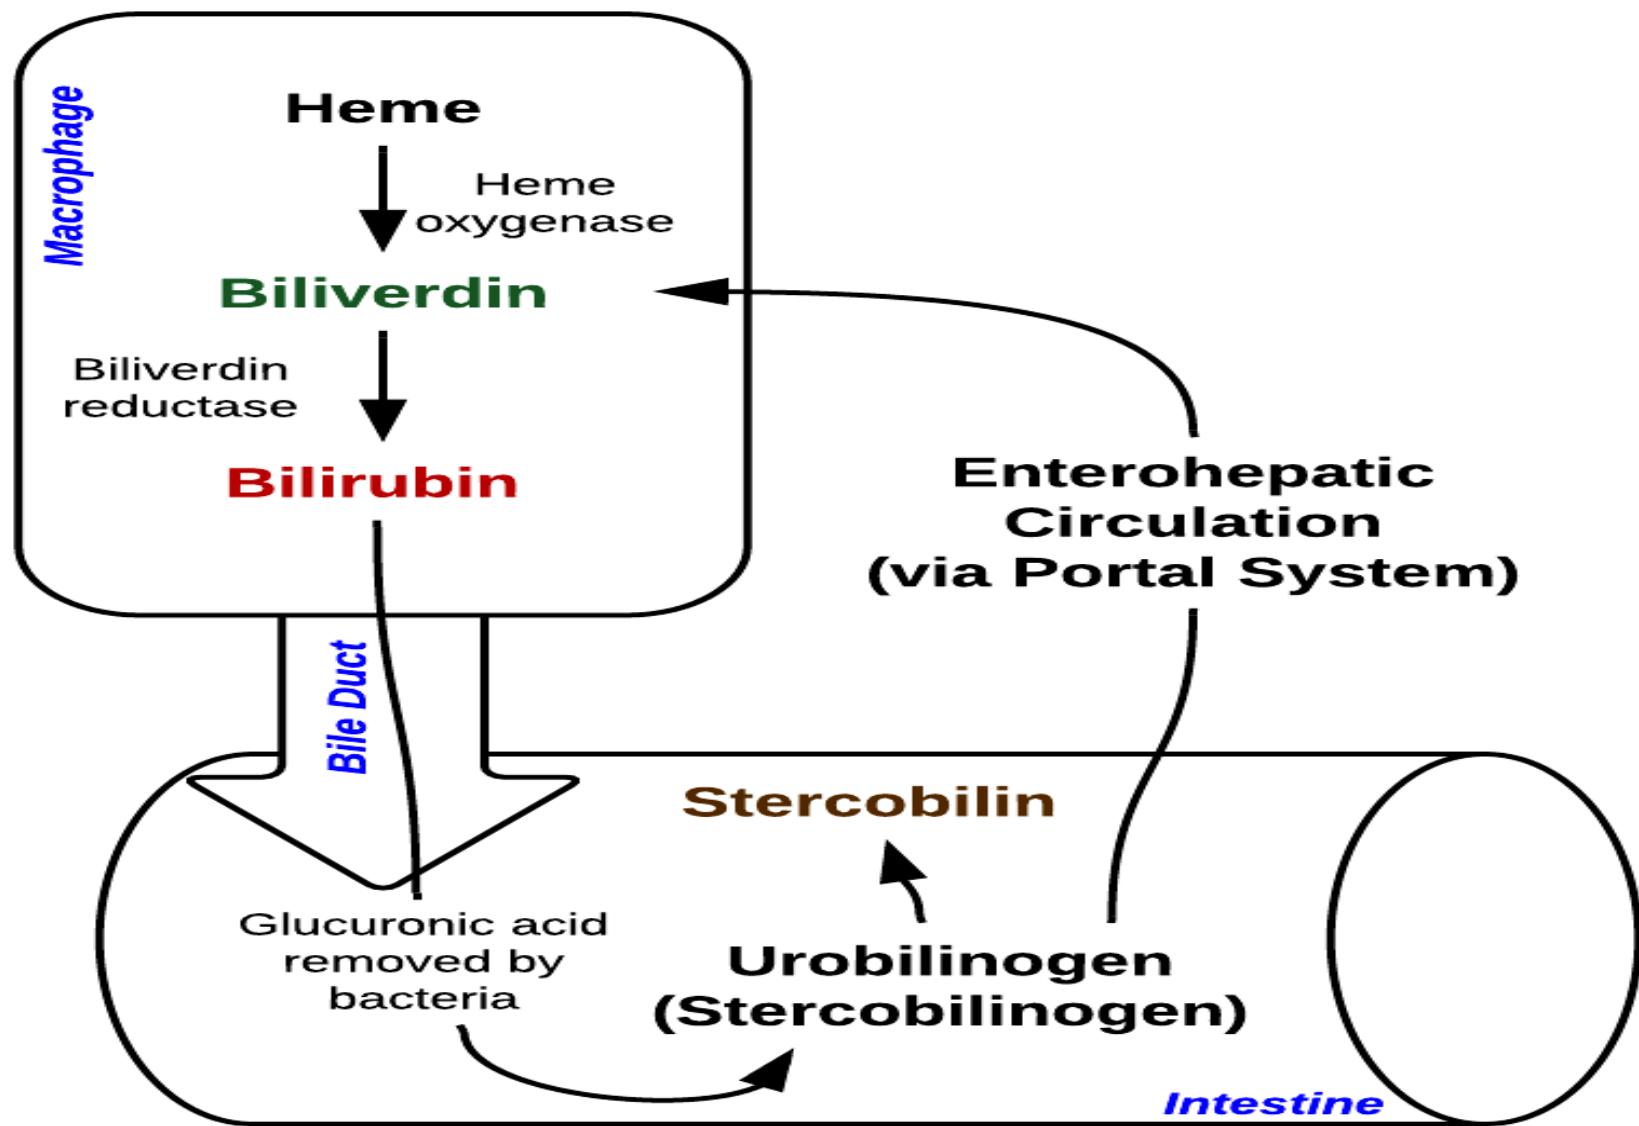 Macrophage
Heme
Heme
oxygenase
Biliverdin
Biliverdin
reductase
Bilirubin
Enterohepatic
Circulation
(via Portal System)
Bile Duct
Stercobilin
Glucuronic acid
removed by
bacteria
Urobilinogen
(Stercobilinogen)
Intestine